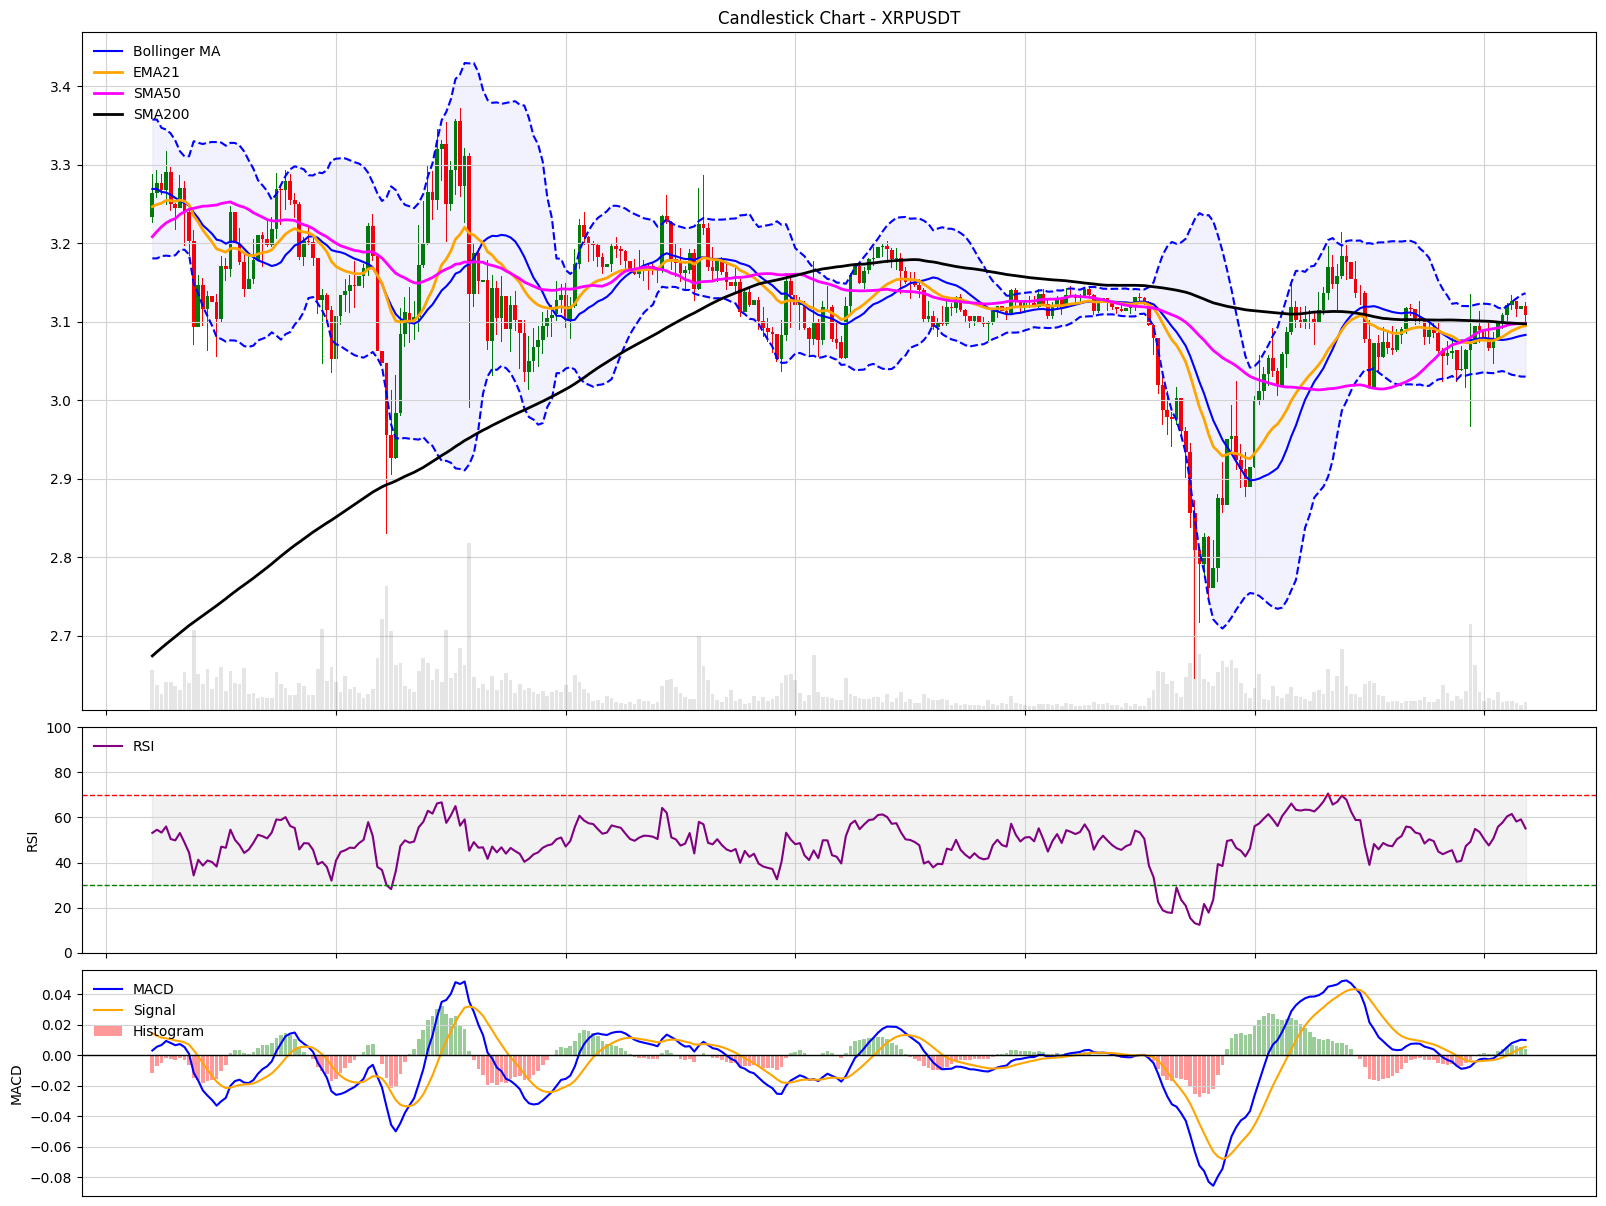 Candlestick Chart - XRPUSDT
Bollinger MA
EMA21
SMA50
SMA200
3.4
3.3
3.2
3.1
3.0
2.9
2.8
2.7
RSI
100
80
60
40
20
0
RSI
MACD
Signal
Histogram
0.04
0.02
0.00
−0.02
−0.04
−0.06
−0.08
MACD